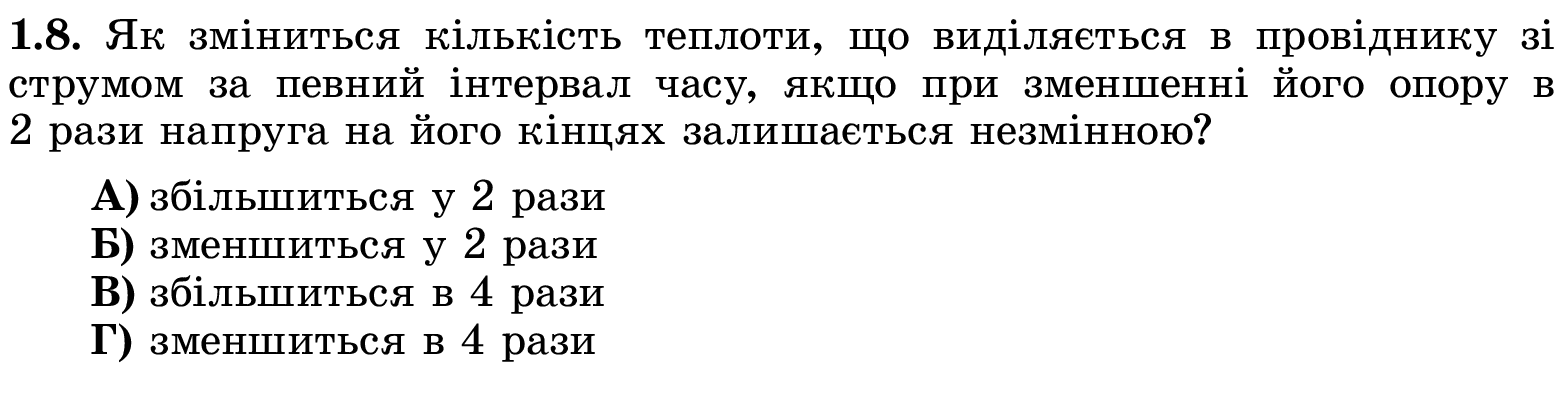 1.8. Як зміниться кількість теплоти, що виділяється в провіднику зі
струмом за певний інтервал часу, якщо при зменшенні його опору в
2 рази напруга на його кінцях залишається незмінною?
А) збільшиться у 2 рази
Б) зменшиться у 2 рази
В) збільшиться в 4 рази
Г) зменшиться в 4 рази